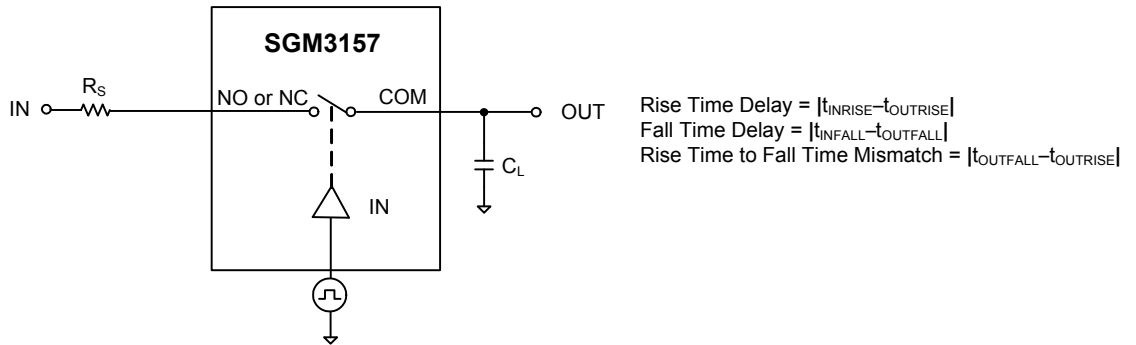 SGM3157
R_S
IN
NO or NC
COM
OUT
C_L
IN
Rise Time Delay = |t_INRISE–t_OUTRISE|
Fall Time Delay = |t_INFALL–t_OUTFALL|
Rise Time to Fall Time Mismatch = |t_OUTFALL–t_OUTRISE|